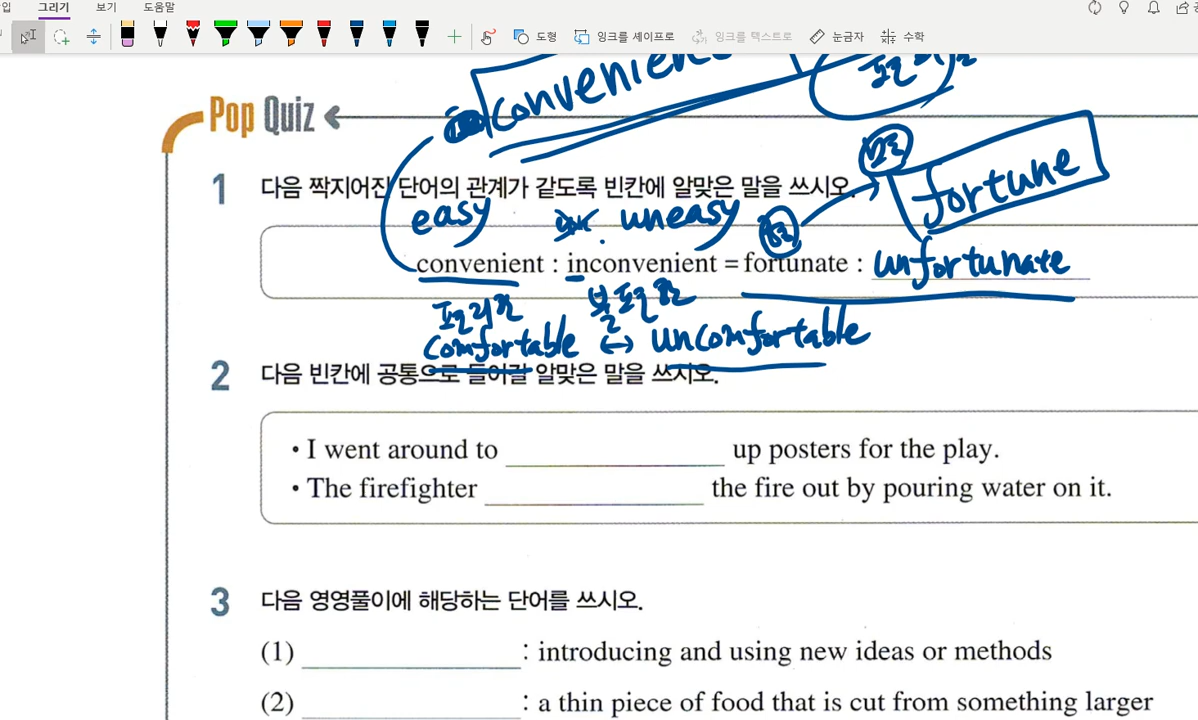 그리기 보기 도움말
도형 잉크를 셰이프로 잉크를 텍스트로 눈금자 수학
convenience
Pop Quiz
fortune
1 다음 짝지어진 단어의 관계가 같도록 빈칸에 알맞은 말을 쓰시오.
easy uneasy
convenient : inconvenient = fortunate : unfortunate
편리한 불편한
comfortable ↔ uncomfortable
2 다음 빈칸에 공통으로 들어갈 알맞은 말을 쓰시오.
• I went around to up posters for the play.
• The firefighter the fire out by pouring water on it.
3 다음 영영풀이에 해당하는 단어를 쓰시오.
(1) : introducing and using new ideas or methods
(2) : a thin piece of food that is cut from something larger